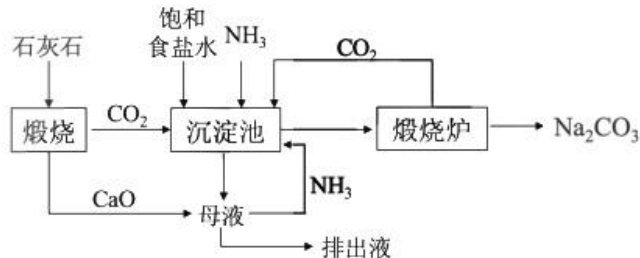 饱和
食盐水
NH₃
石灰石
CO₂
煅烧
CO₂
沉淀池
煅烧炉
Na₂CO₃
CaO
母液
NH₃
排出液